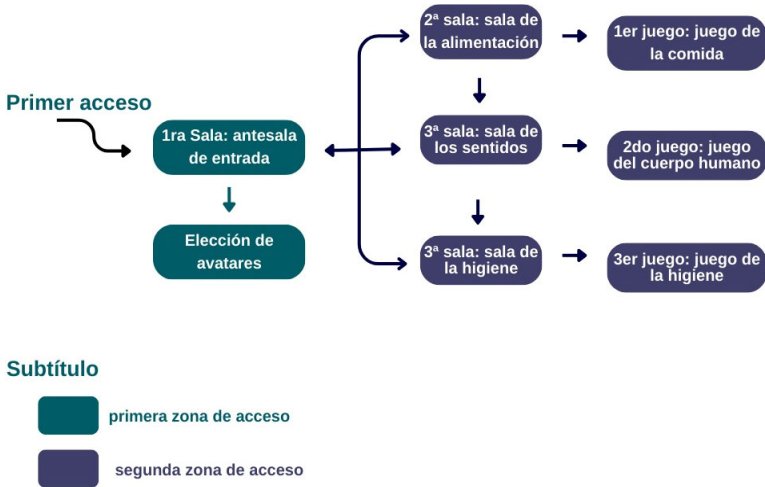 Primer acceso
1ra Sala: antesala
de entrada
Elección de
avatares
2ª sala: sala de
la alimentación
1er juego: juego de
la comida
3ª sala: sala de
los sentidos
2do juego: juego
del cuerpo humano
3ª sala: sala de
la higiene
3er juego: juego de
la higiene
Subtítulo
primera zona de acceso
segunda zona de acceso